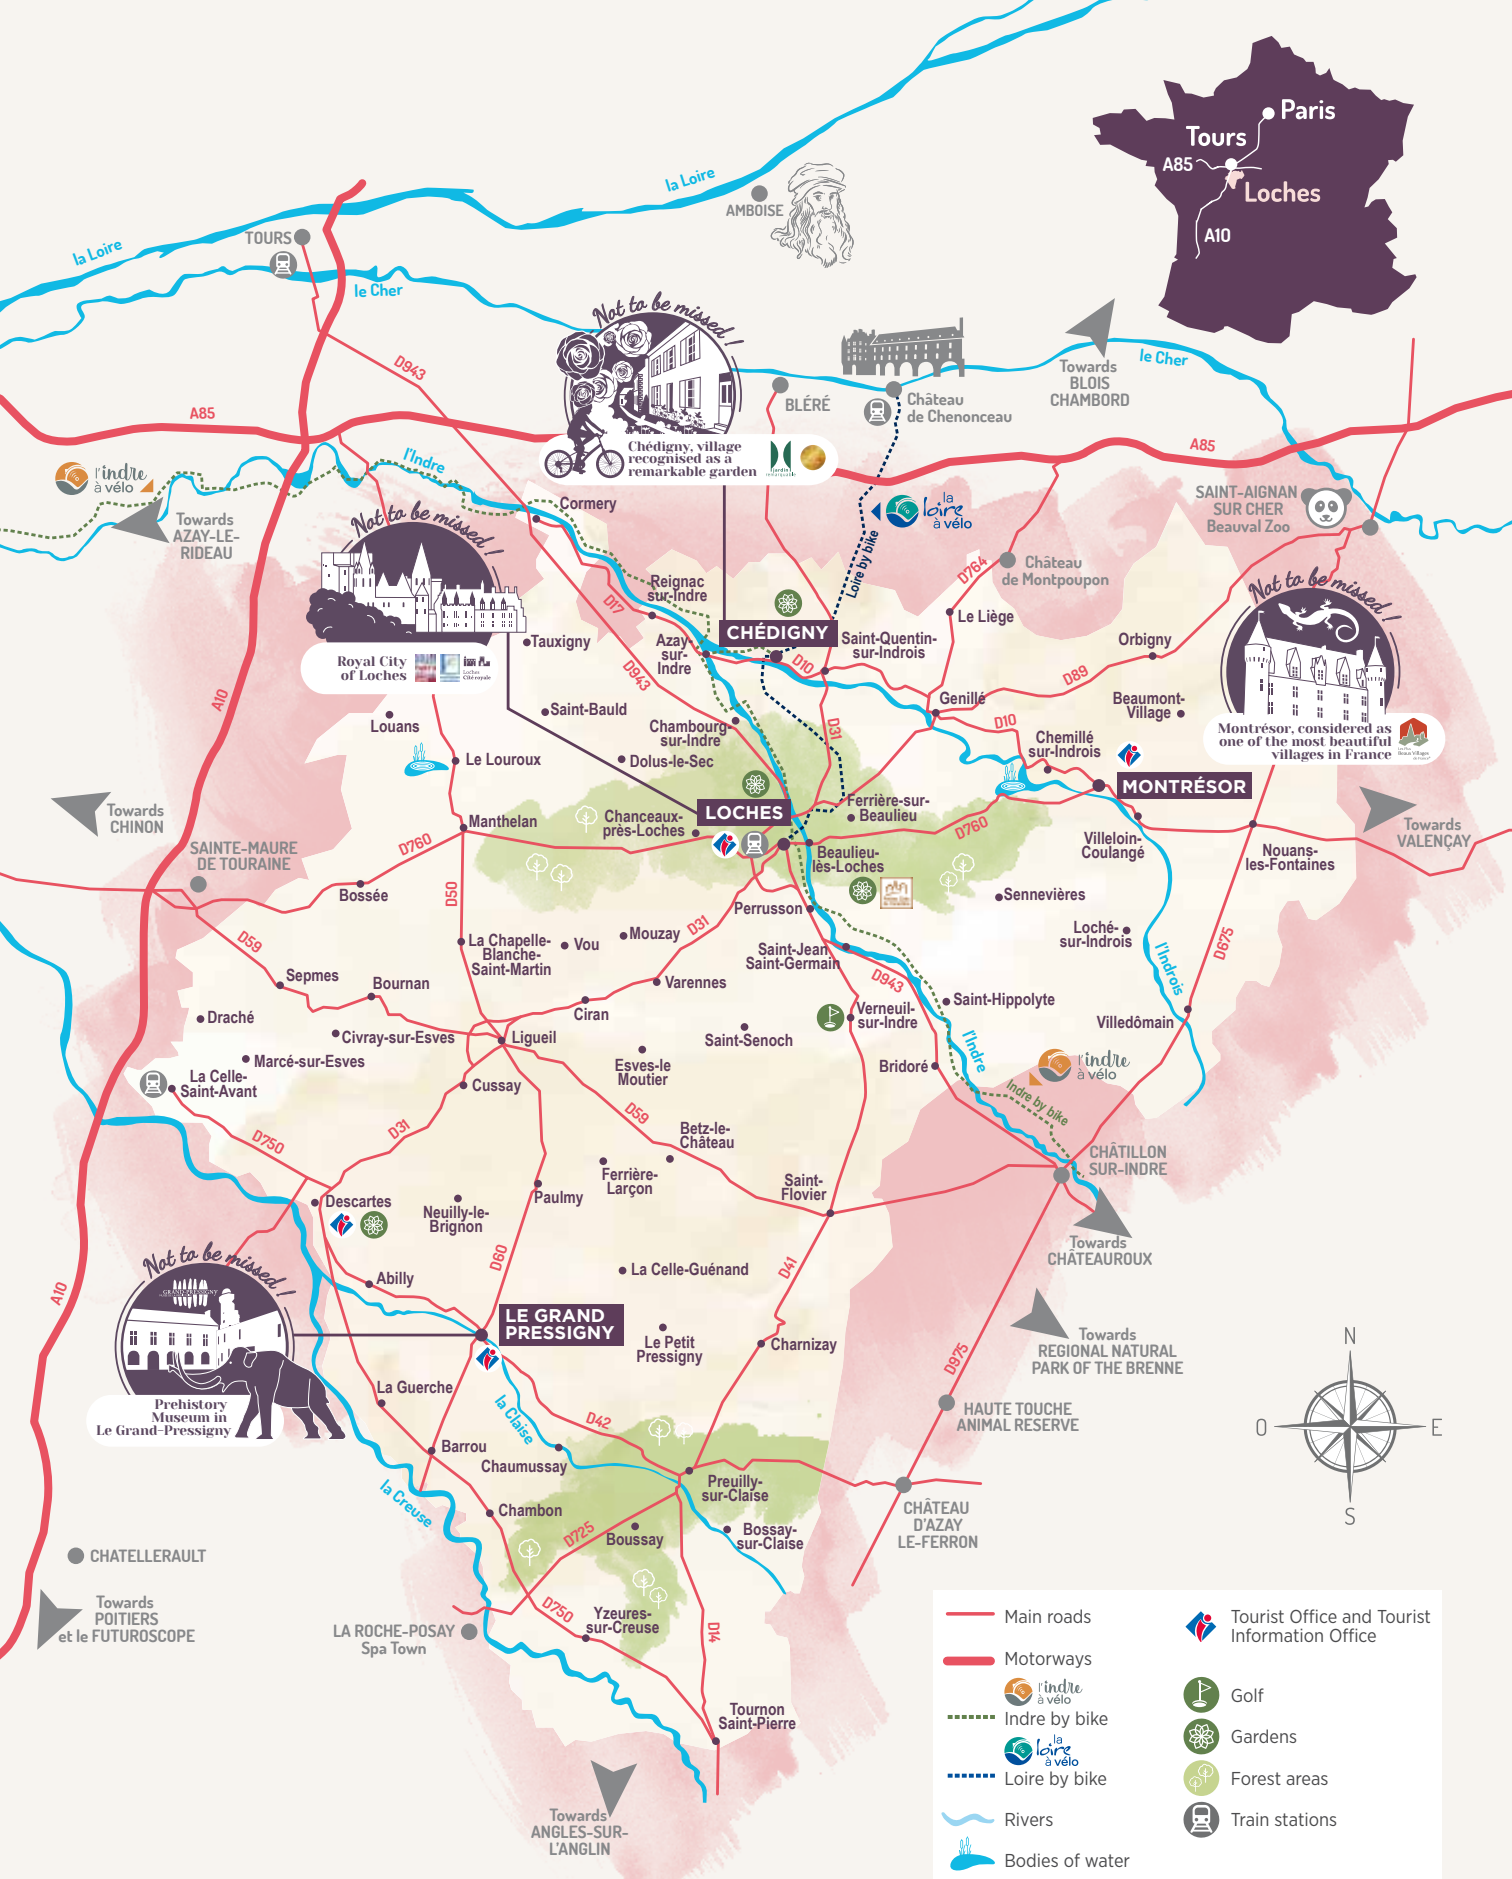 Paris
Tours
A85
Loches
A10
la Loire
la Loire
AMBOISE
TOURS
le Cher
le Cher
Not to be missed !
Towards
BLOIS
CHAMBORD
D943
BLÉRÉ
Château
de Chenonceau
A85
A85
Chédigny, village
recognised as a
remarkable garden
l'indre
à vélo
l'Indre
Towards
AZAY-LE-
RIDEAU
Cormery
la
loire
à vélo
SAINT-AIGNAN
SUR CHER
Beauval Zoo
Not to be missed !
Loire by bike
D764
Château
de Montpoupon
Not to be missed !
Reignac
sur-Indre
D17
Le Liège
CHÉDIGNY
Tauxigny
Azay-
sur-
Indre
D10
Saint-Quentin-
sur-Indrois
Orbigny
Royal City
of Loches
Loches
Cité royale
D943
D89
A10
Saint-Bauld
Genillé
Beaumont-
Village
Louans
Chambourg-
sur-Indre
D31
D10
Chemillé
sur-Indrois
Montrésor, considered as
one of the most beautiful
villages in France
Le Louroux
Dolus-le-Sec
MONTRÉSOR
Towards
CHINON
LOCHES
Ferrière-sur-
Beaulieu
Manthelan
Chanceaux-
près-Loches
D760
D760
Villeloin-
Coulangé
Towards
VALENÇAY
SAINTE-MAURE
DE TOURAINE
Beaulieu-
lès-Loches
Nouans-
les-Fontaines
Bossée
D50
Sennevières
Perrusson
D59
La Chapelle-
Blanche-
Saint-Martin
Vou
Mouzay
D31
Loché-
sur-Indrois
D675
Saint-Jean
Saint-Germain
l'Indrois
Sepmes
Bournan
Varennes
D943
Saint-Hippolyte
Draché
Ciran
Verneuil-
sur-Indre
Villedômain
Civray-sur-Esves
Ligueil
Saint-Senoch
l'Indre
Marcé-sur-Esves
Esves-le
Moutier
Bridoré
l'indre
à vélo
La Celle-
Saint-Avant
Cussay
Indre by bike
D750
D31
D59
Betz-le-
Château
CHÂTILLON
SUR-INDRE
Ferrière-
Larçon
Saint-
Flovier
Descartes
Neuilly-le-
Brignon
Paulmy
Towards
CHÂTEAUROUX
Not to be missed !
GRAND-PRESSIGNY
D60
D41
La Celle-Guénand
Abilly
A10
LE GRAND
PRESSIGNY
Le Petit
Pressigny
Charnizay
Towards
REGIONAL NATURAL
PARK OF THE BRENNE
N
D975
La Guerche
Prehistory
Museum in
Le Grand-Pressigny
la Claise
D42
HAUTE TOUCHE
ANIMAL RESERVE
O
E
Barrou
Chaumussay
la Creuse
Preuilly-
sur-Claise
S
Chambon
CHÂTEAU
D'AZAY
LE-FERRON
D725
Boussay
Bossay-
sur-Claise
CHATELLERAULT
Towards
POITIERS
et le FUTUROSCOPE
D750
Yzeures-
sur-Creuse
D14
LA ROCHE-POSAY
Spa Town
Tournon
Saint-Pierre
Towards
ANGLES-SUR-
L'ANGLIN
Main roads
Motorways
l'indre
à vélo
Indre by bike
la
loire
à vélo
Loire by bike
Rivers
Bodies of water
Tourist Office and Tourist
Information Office
Golf
Gardens
Forest areas
Train stations